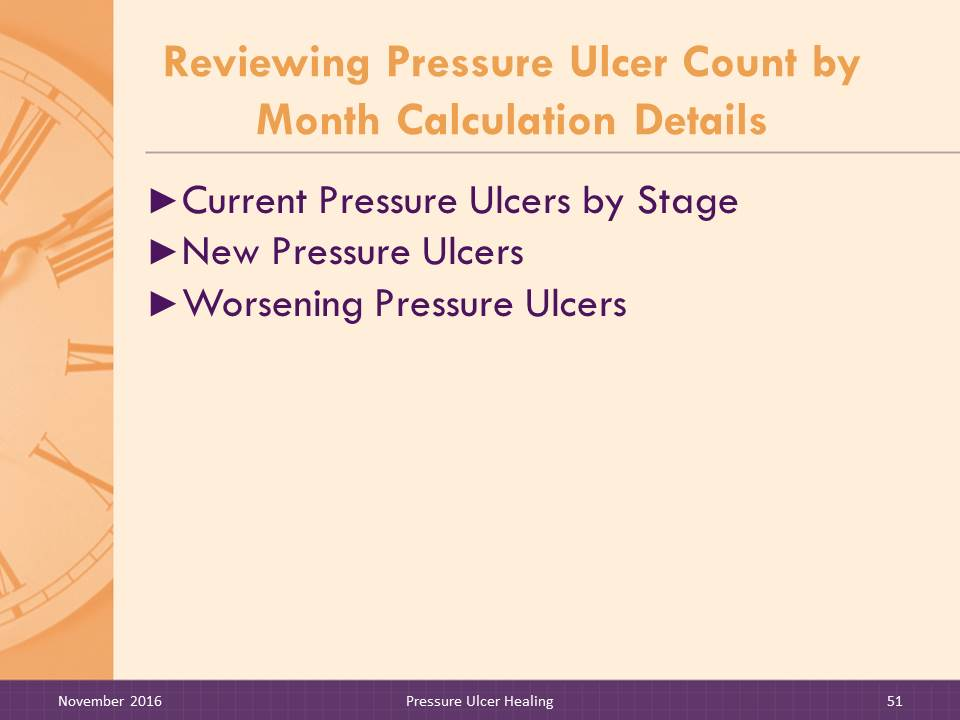 Reviewing Pressure Ulcer Count by
Month Calculation Details
►Current Pressure Ulcers by Stage
►New Pressure Ulcers
►Worsening Pressure Ulcers
November 2016
Pressure Ulcer Healing
51